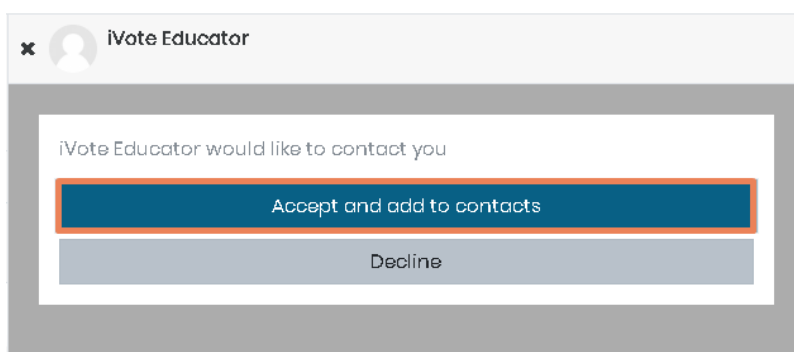 iVote Educator
iVote Educator would like to contact you
Accept and add to contacts
Decline